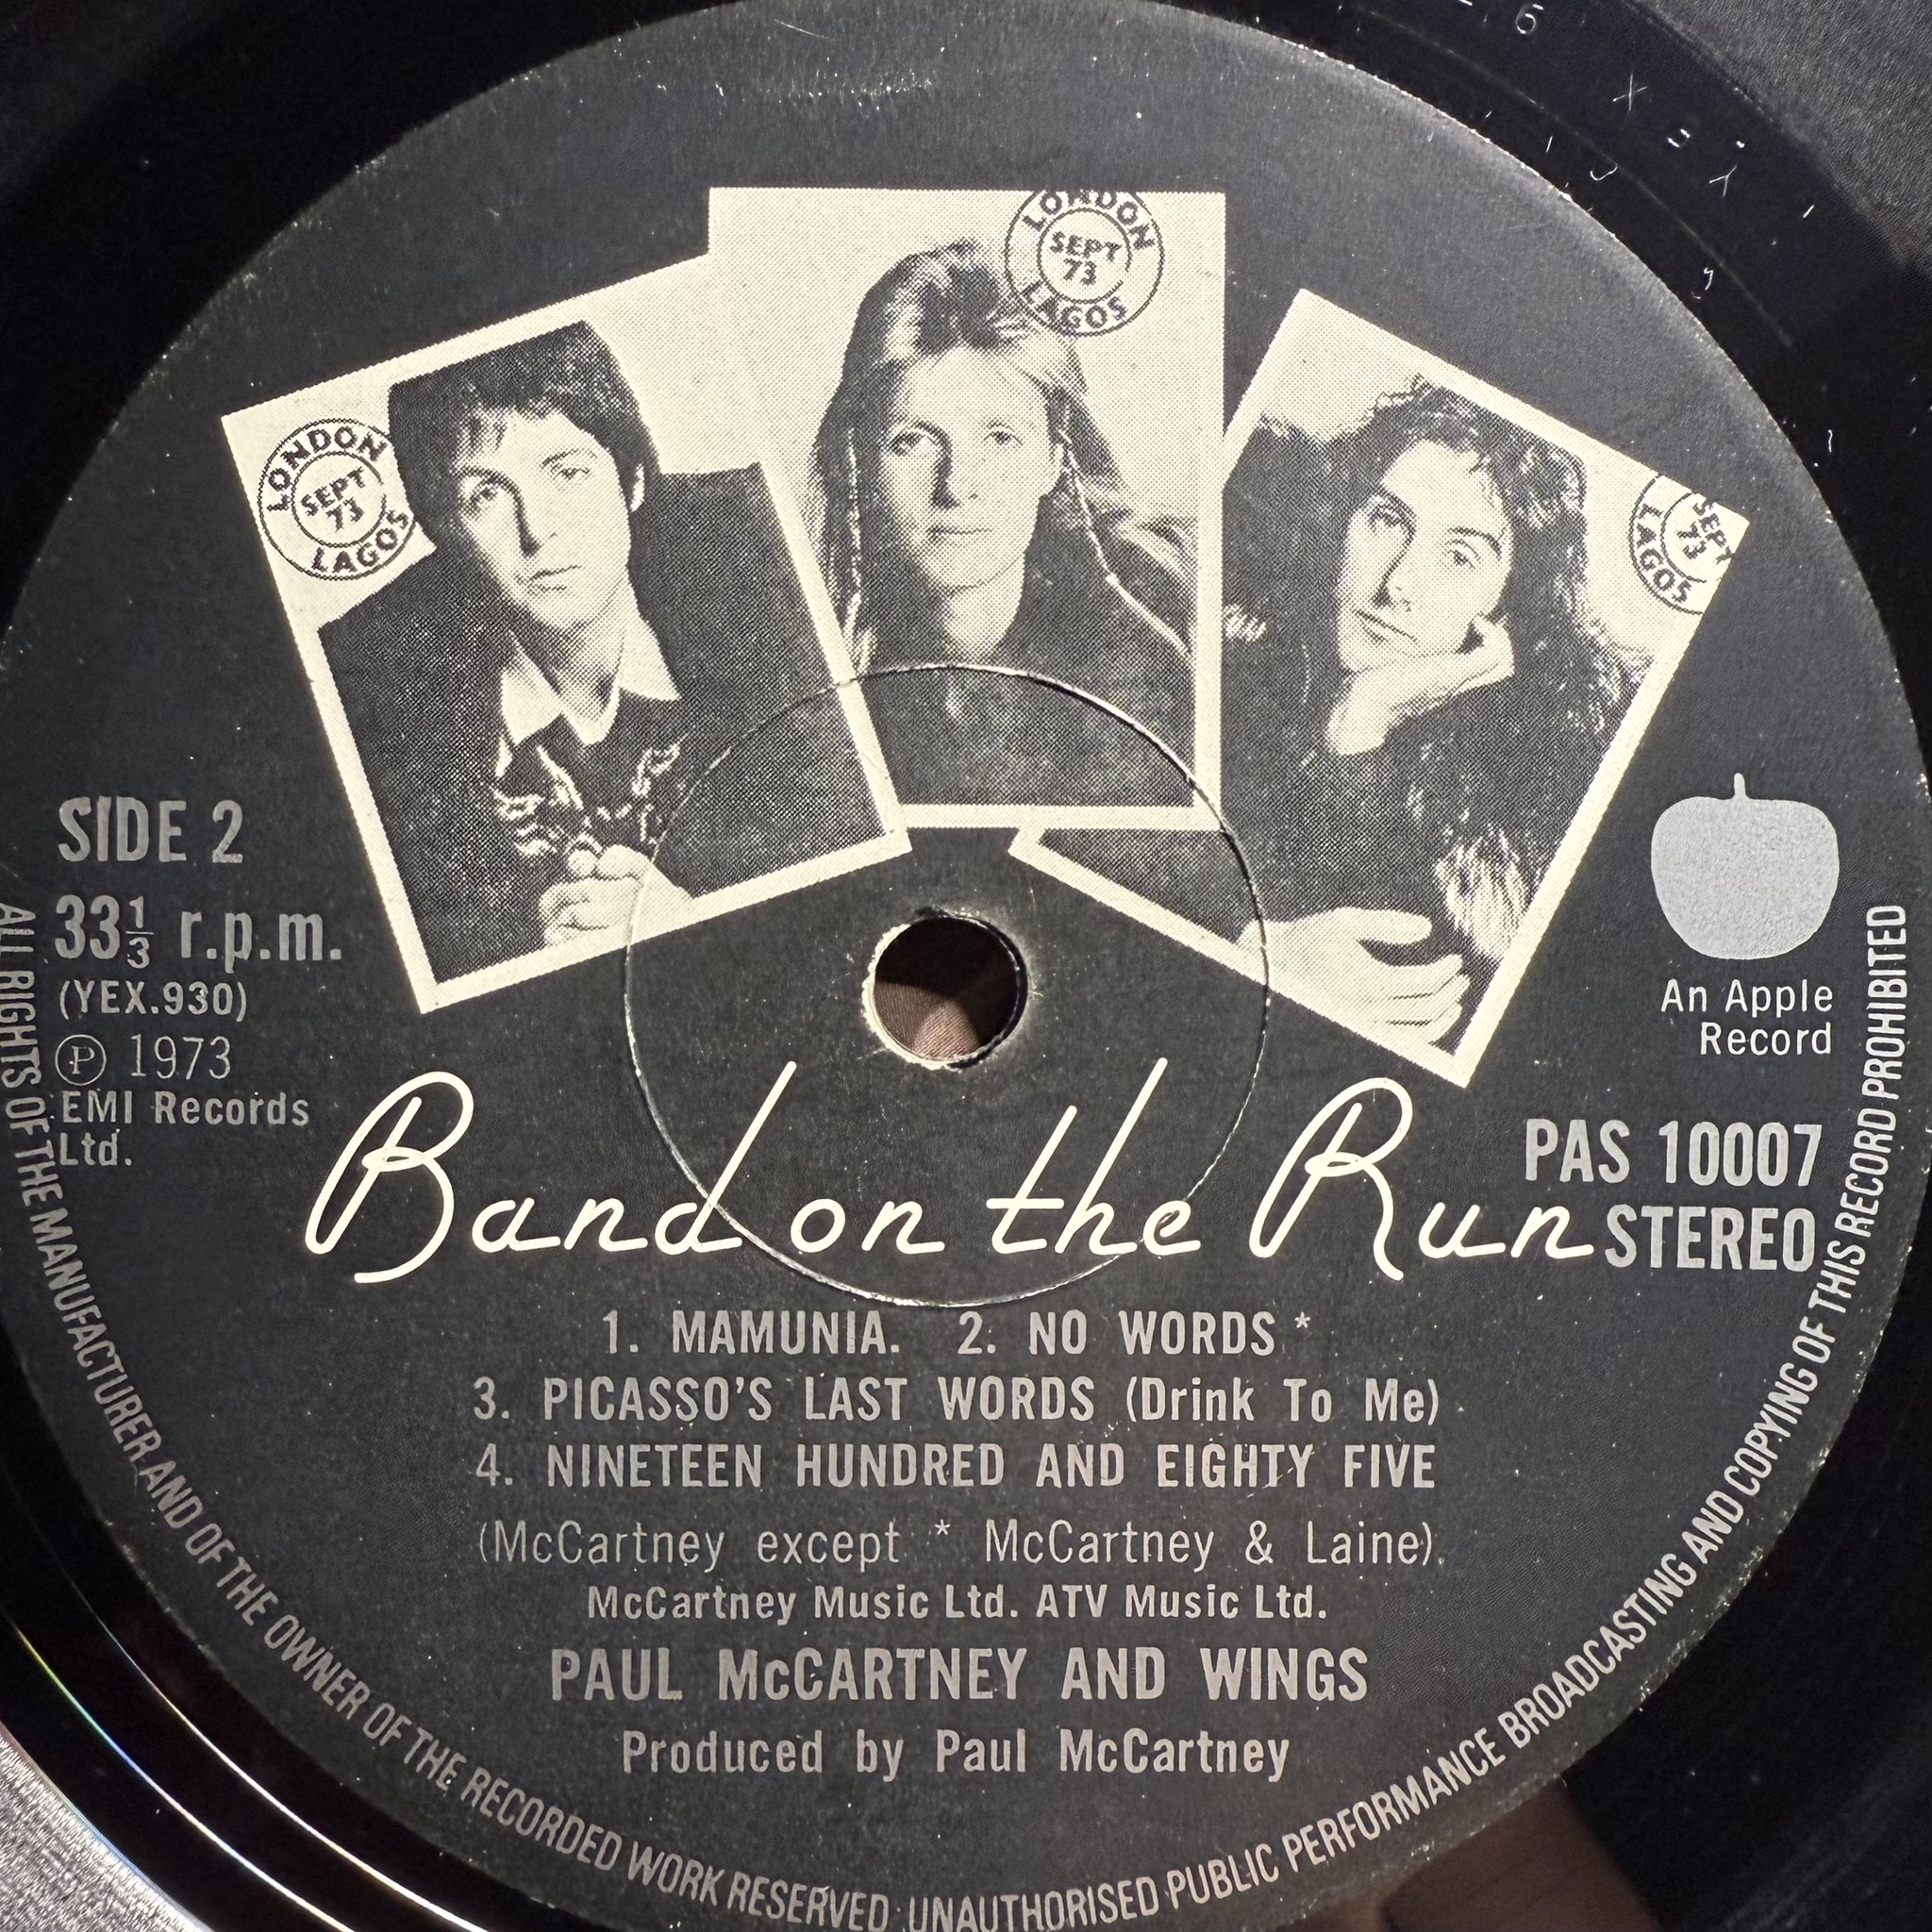 LONDON
SEPT
73
LAGOS
LONDON
SEPT
73
LAGOS
SEPT
73
LAGOS
SIDE 2
33⅓ r.p.m.
(YEX.930)
Ⓟ 1973
EMI Records
Ltd.
An Apple
Record
PAS 10007
STEREO
Band on the Run
1. MAMUNIA. 2. NO WORDS *
3. PICASSO'S LAST WORDS (Drink To Me)
4. NINETEEN HUNDRED AND EIGHTY FIVE
(McCartney except * McCartney & Laine).
McCartney Music Ltd. ATV Music Ltd.
PAUL McCARTNEY AND WINGS
Produced by Paul McCartney
ALL RIGHTS OF THE MANUFACTURER AND OF THE OWNER OF THE RECORDED WORK RESERVED UNAUTHORISED PUBLIC PERFORMANCE BROADCASTING AND COPYING OF THIS RECORD PROHIBITED